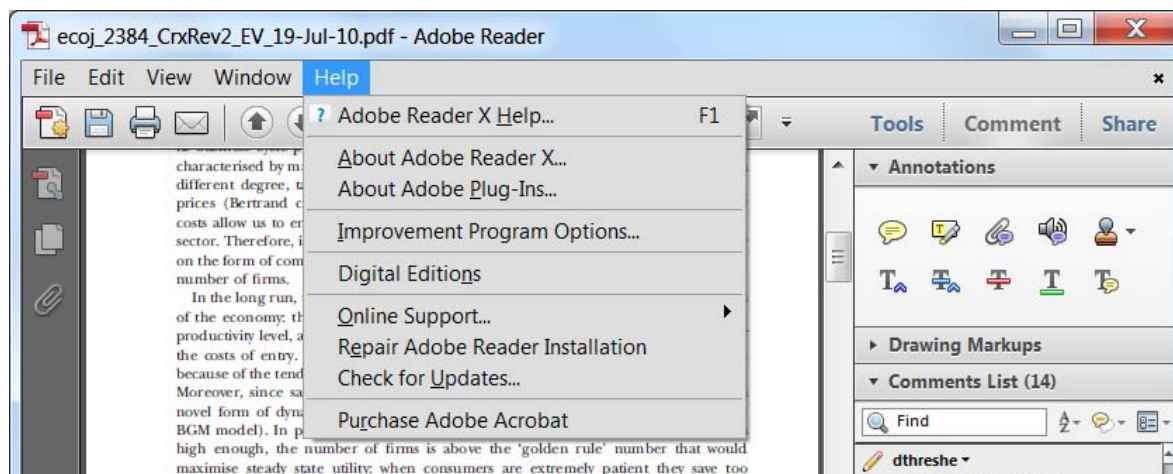 ecoj_2384_CrxRev2_EV_19-Jul-10.pdf - Adobe Reader
File Edit View Window Help
Adobe Reader X Help... F1
About Adobe Reader X...
About Adobe Plug-Ins...
Improvement Program Options...
Digital Editions
Online Support...
Repair Adobe Reader Installation
Check for Updates...
Purchase Adobe Acrobat
Tools Comment Share
Annotations
Drawing Markups
Comments List (14)
Find
dthreshe
characterised by m
different degree, t
prices (Bertrand c
costs allow us to er
sector. Therefore, i
on the form of com
number of firms.
In the long run,
of the economy: th
productivity level, a
the costs of entry.
because of the tend
Moreover, since sa
novel form of dyn
BGM model). In p
high enough, the number of firms is above the 'golden rule' number that would
maximise steady state utility: when consumers are extremely patient they save too